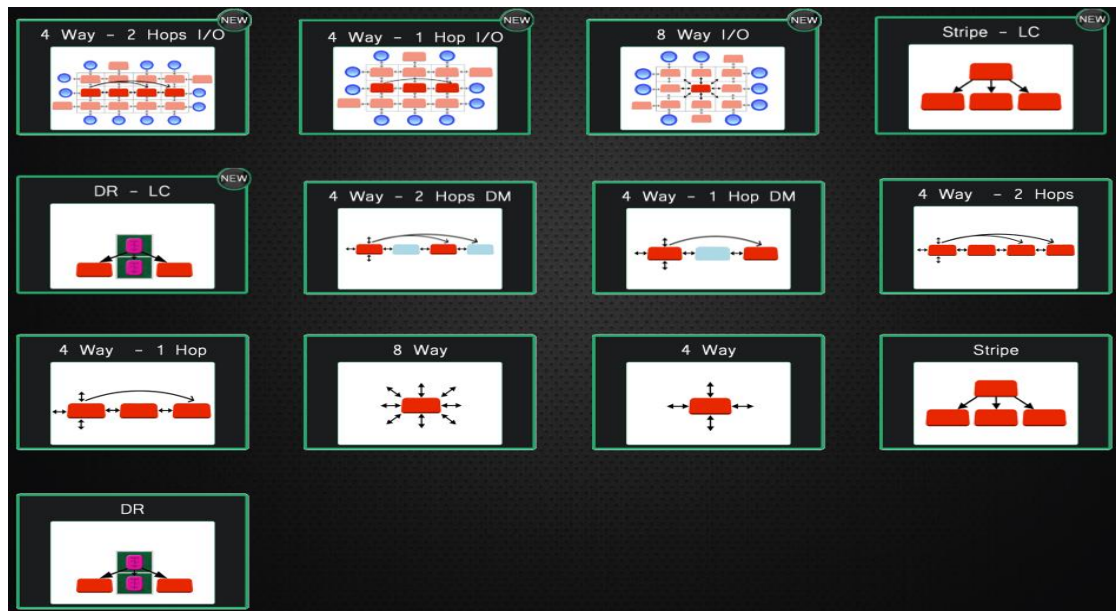 4 Way - 2 Hops I/O
NEW
4 Way - 1 Hop I/O
NEW
8 Way I/O
NEW
Stripe - LC
NEW
DR - LC
NEW
4 Way - 2 Hops DM
4 Way - 1 Hop DM
4 Way - 2 Hops
4 Way - 1 Hop
8 Way
4 Way
Stripe
DR